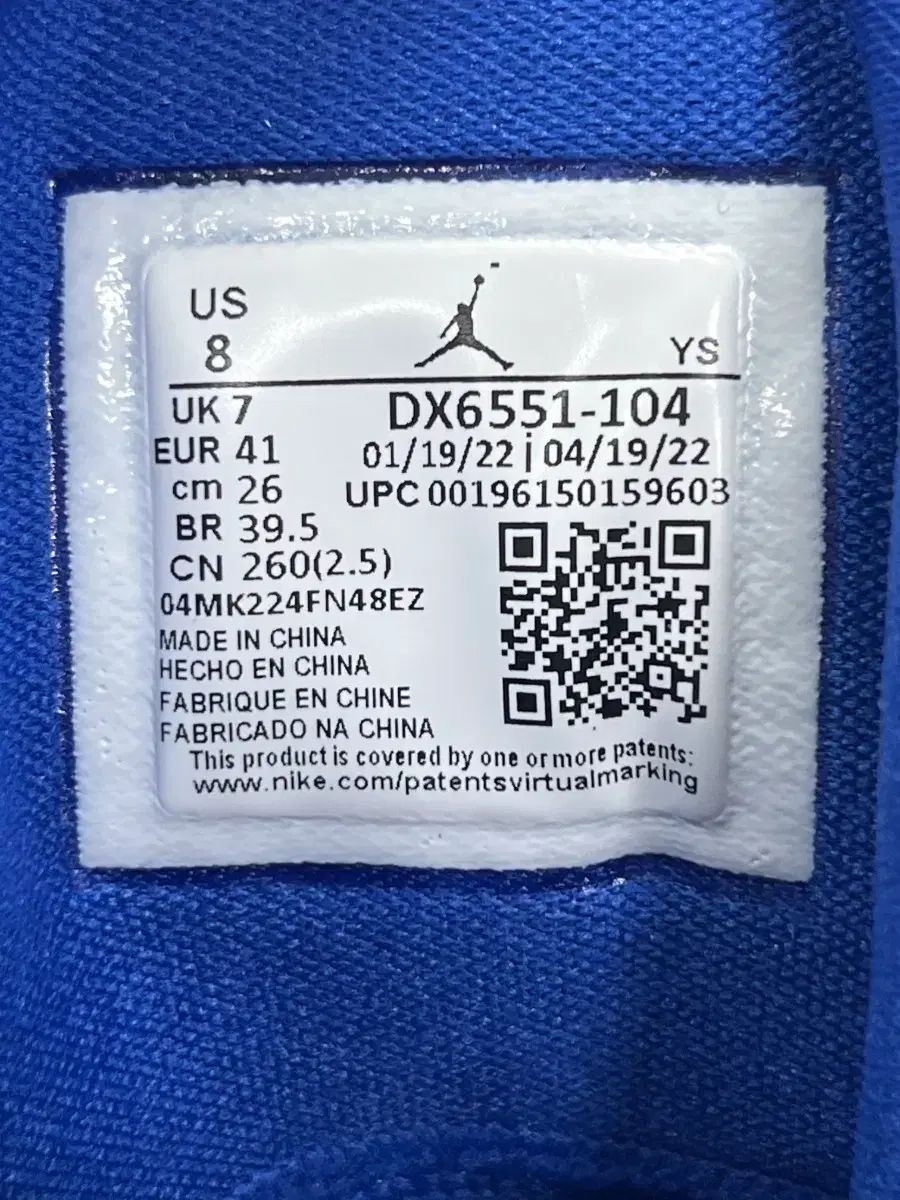 US
8
YS
UK 7
DX6551-104
EUR 41
01/19/22 | 04/19/22
cm 26
UPC 00196150159603
BR 39.5
CN 260(2.5)
04MK224FN48EZ
MADE IN CHINA
HECHO EN CHINA
FABRIQUE EN CHINE
FABRICADO NA CHINA
This product is covered by one or more patents:
www.nike.com/patentsvirtualmarking